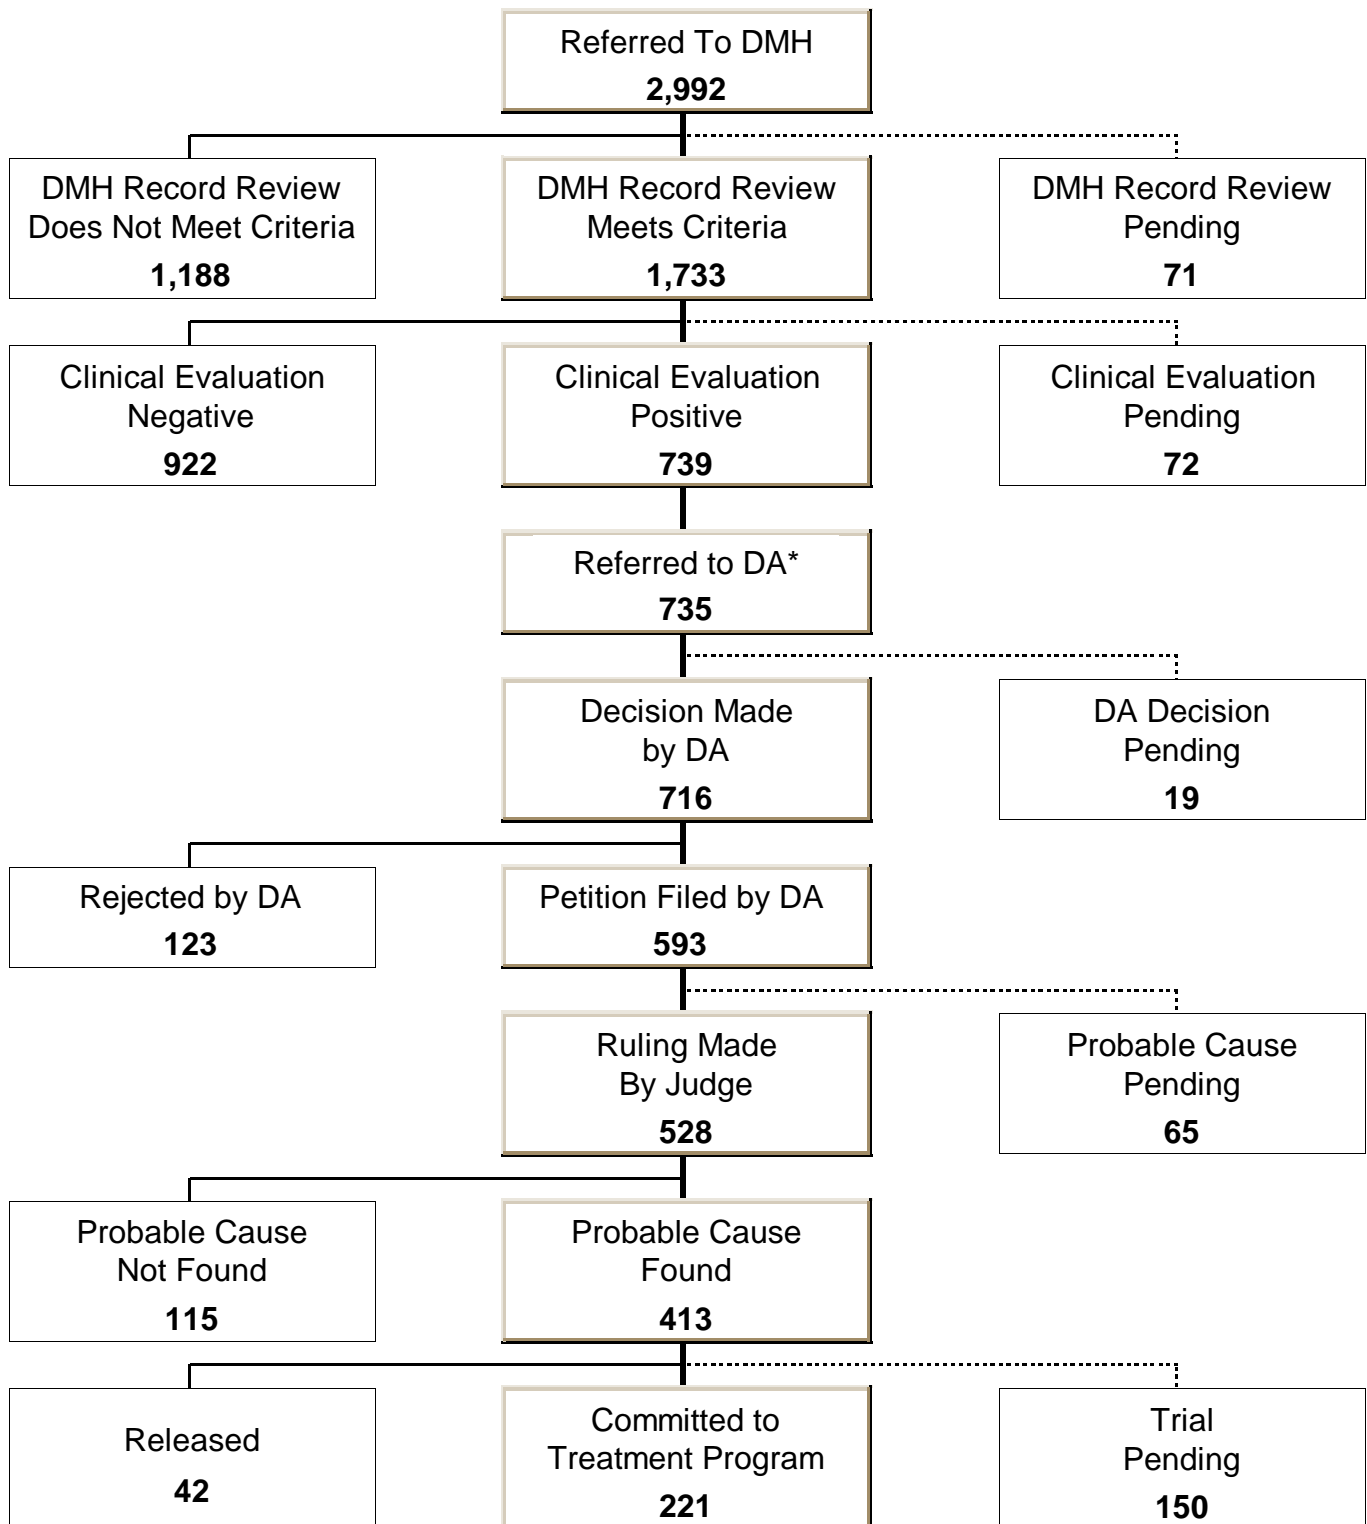 Referred To DMH
2,992
DMH Record Review
Does Not Meet Criteria
1,188
DMH Record Review
Meets Criteria
1,733
DMH Record Review
Pending
71
Clinical Evaluation
Negative
922
Clinical Evaluation
Positive
739
Clinical Evaluation
Pending
72
Referred to DA*
735
Decision Made
by DA
716
DA Decision
Pending
19
Rejected by DA
123
Petition Filed by DA
593
Ruling Made
By Judge
528
Probable Cause
Pending
65
Probable Cause
Not Found
115
Probable Cause
Found
413
Released
42
Committed to
Treatment Program
221
Trial
Pending
150